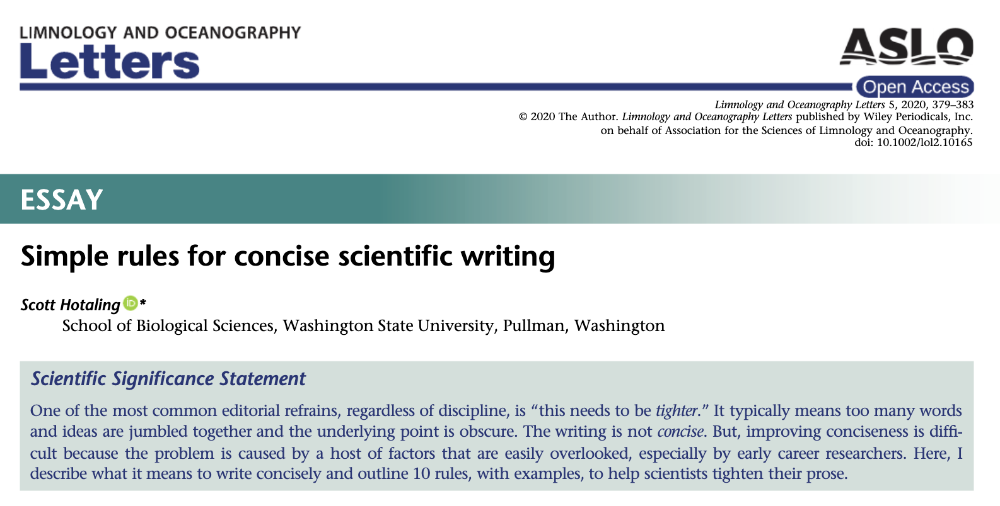 LIMNOLOGY AND OCEANOGRAPHY
Letters
ASLO
Open Access
Limnology and Oceanography Letters 5, 2020, 379–383
© 2020 The Author. Limnology and Oceanography Letters published by Wiley Periodicals, Inc.
on behalf of Association for the Sciences of Limnology and Oceanography.
doi: 10.1002/lol2.10165
ESSAY
Simple rules for concise scientific writing
Scott Hotaling iD *
School of Biological Sciences, Washington State University, Pullman, Washington
Scientific Significance Statement
One of the most common editorial refrains, regardless of discipline, is “this needs to be tighter.” It typically means too many words
and ideas are jumbled together and the underlying point is obscure. The writing is not concise. But, improving conciseness is diffi-
cult because the problem is caused by a host of factors that are easily overlooked, especially by early career researchers. Here, I
describe what it means to write concisely and outline 10 rules, with examples, to help scientists tighten their prose.